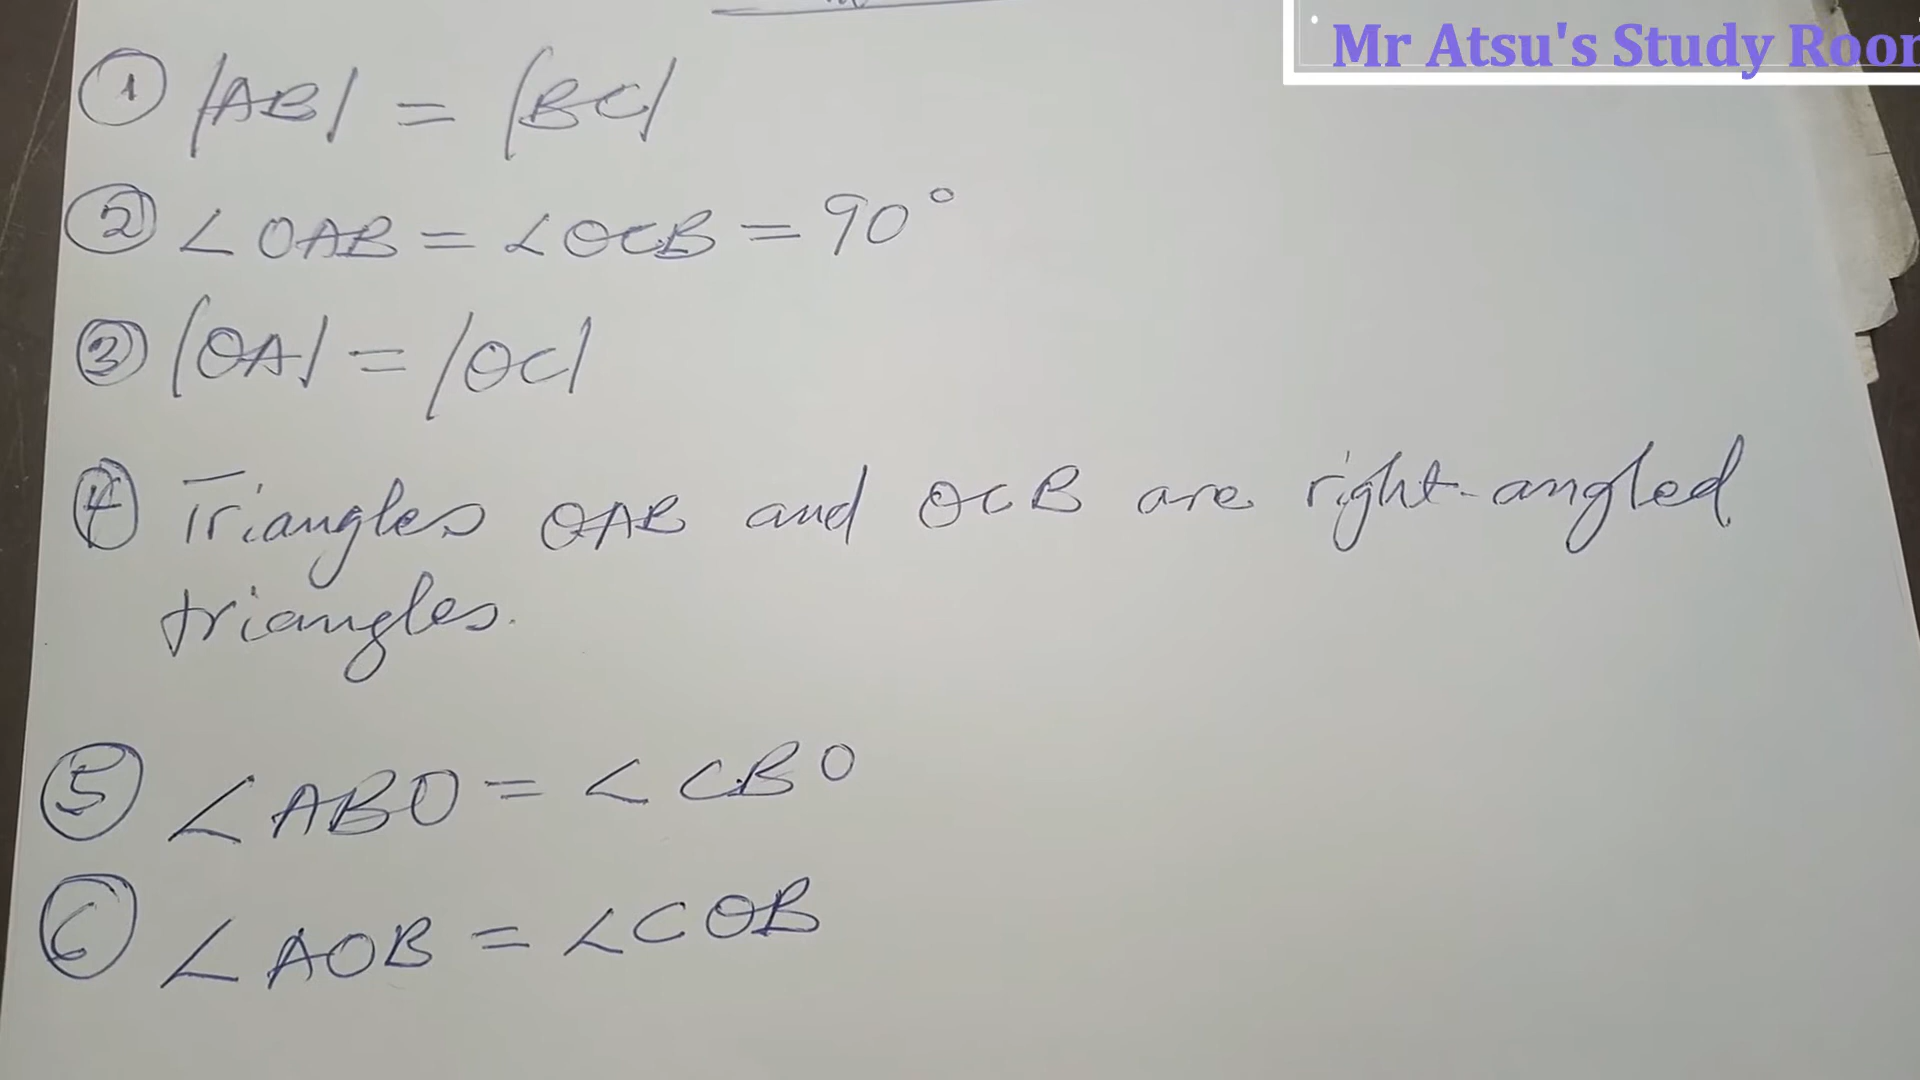 Mr Atsu's Study Roo
① |AB| = |BC|
② ∠OAB = ∠OCB = 90°
③ |OA| = |OC|
④ Triangles OAB and OCB are right-angled
triangles.
⑤ ∠ABO = ∠CBO
⑥ ∠AOB = ∠COB